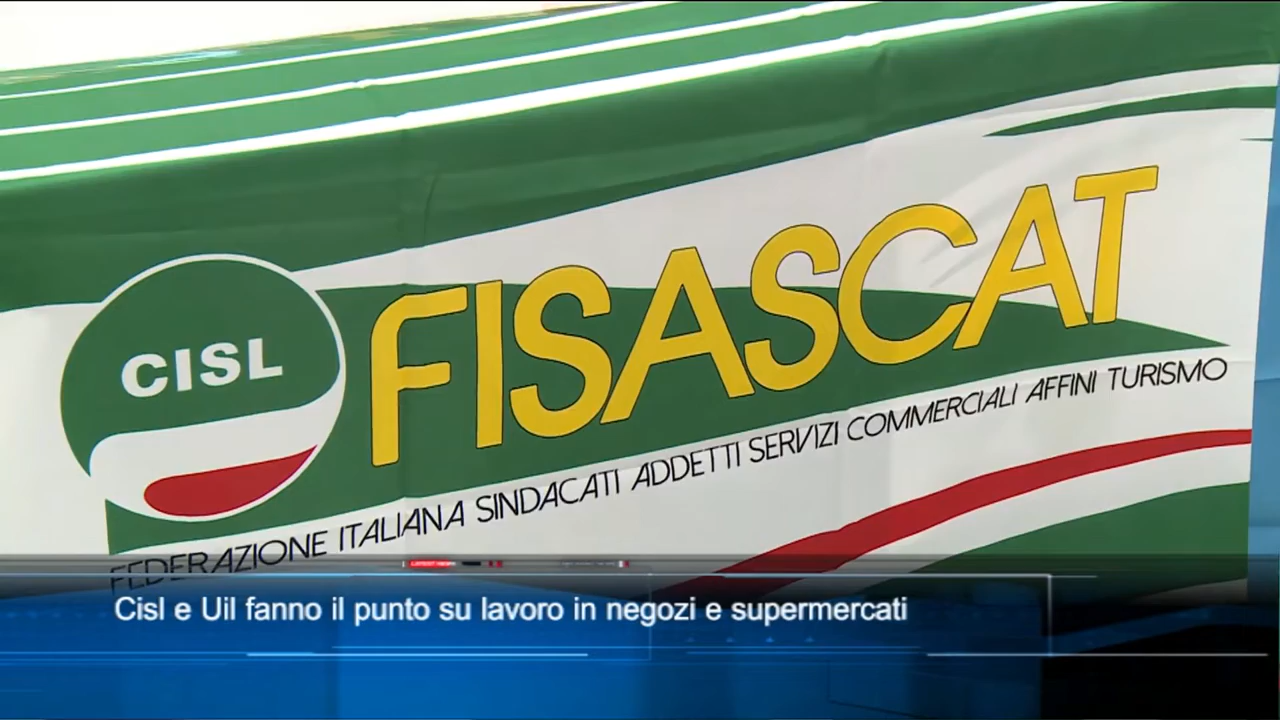 CISL
FISASCAT
FEDERAZIONE ITALIANA SINDACATI ADDETTI SERVIZI COMMERCIALI AFFINI TURISMO
Cisl e Uil fanno il punto su lavoro in negozi e supermercati